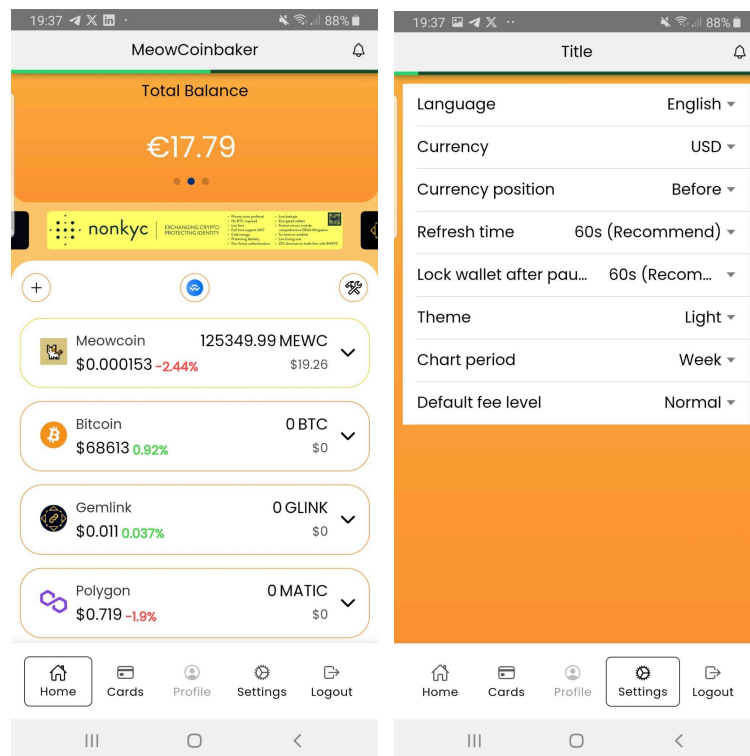 19:37 88%
MeowCoinbaker
Total Balance
€17.79
nonkyc EXCHANGING CRYPTO
PROTECTING IDENTITY
Meowcoin 125349.99 MEWC
$0.000153 -2.44% $19.26
Bitcoin 0 BTC
$68613 0.92% $0
Gemlink 0 GLINK
$0.011 0.037% $0
Polygon 0 MATIC
$0.719 -1.9% $0
Home Cards Profile Settings Logout
19:37 88%
Title
Language English
Currency USD
Currency position Before
Refresh time 60s (Recommend)
Lock wallet after pau... 60s (Recom...
Theme Light
Chart period Week
Default fee level Normal
Home Cards Profile Settings Logout